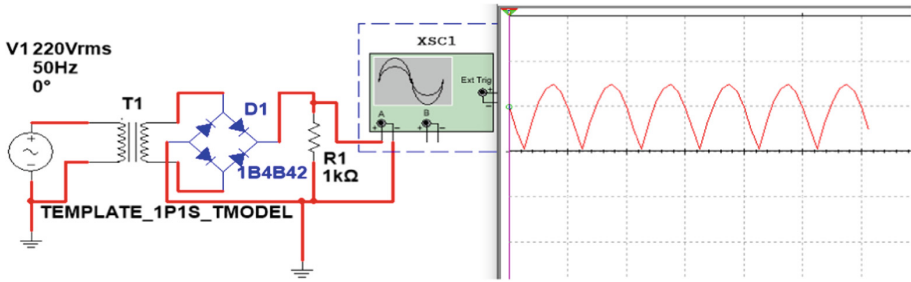 XSC1
V1 220Vrms
50Hz
0°
Ext Trig
T1
D1
A
B
R1
1kΩ
1B4B42
TEMPLATE_1P1S_TMODEL